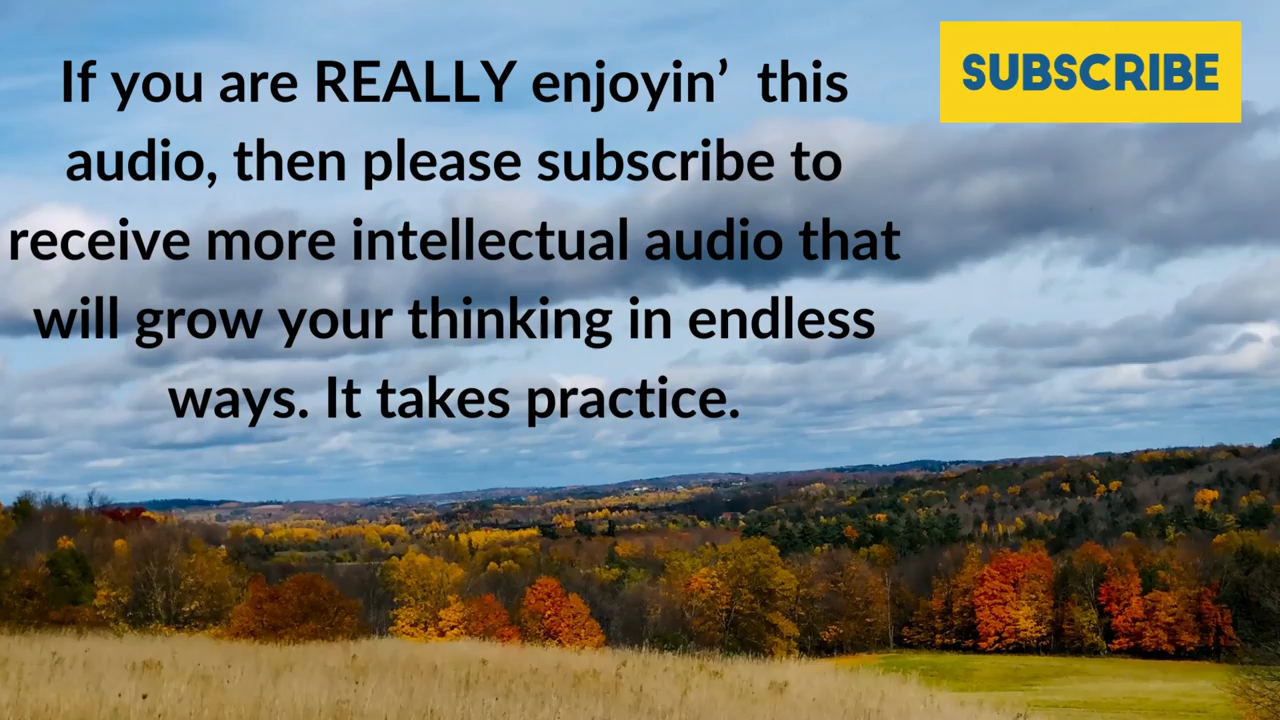 If you are REALLY enjoyin’  this
audio, then please subscribe to
receive more intellectual audio that
will grow your thinking in endless
ways. It takes practice.
SUBSCRIBE